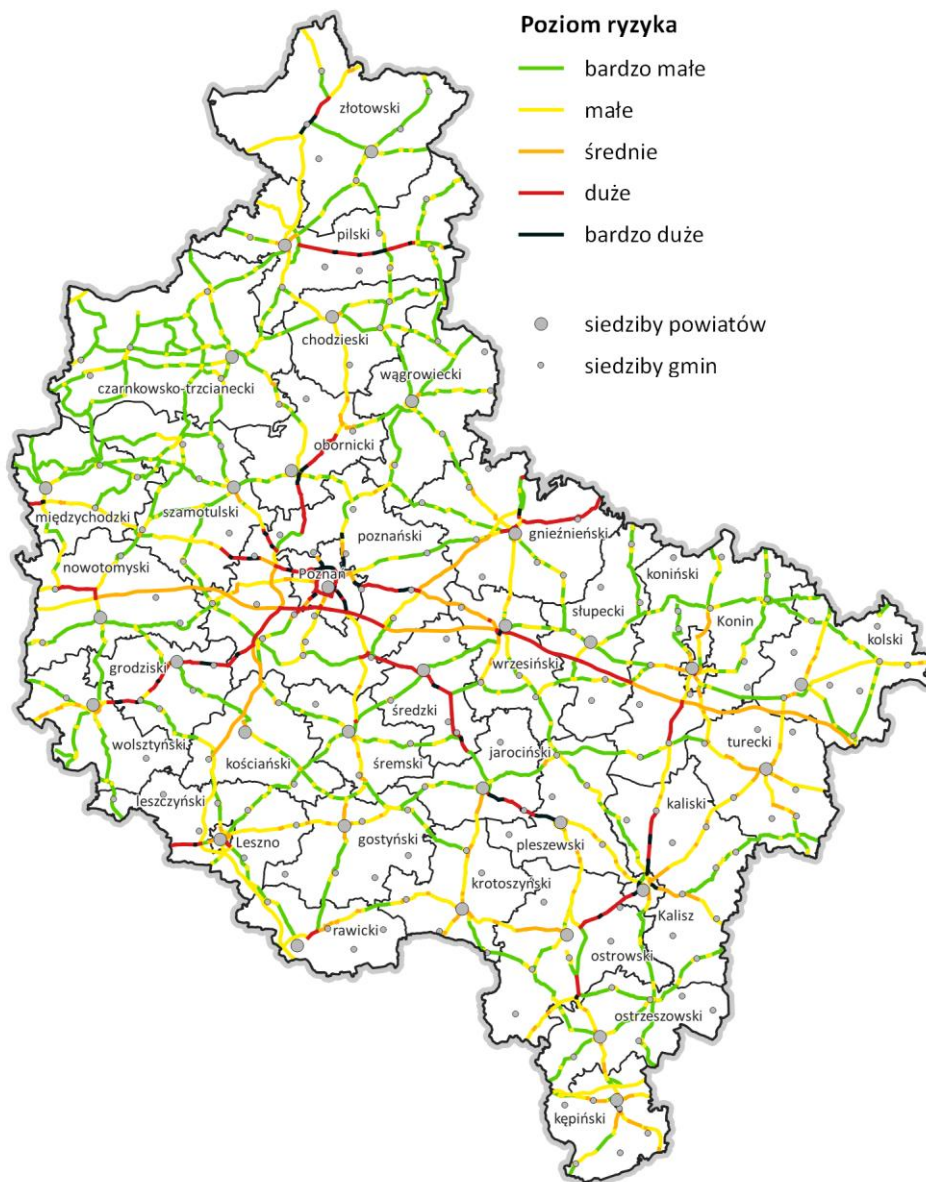 Poziom ryzyka
bardzo małe
małe
średnie
duże
bardzo duże
siedziby powiatów
siedziby gmin
złotowski
pilski
chodzieski
wągrowiecki
czarnkowsko-trzcianecki
obornicki
międzychodzki
szamotulski
poznański
gnieźnieński
nowotomyski
Poznań
koniński
słupecki
Konin
kolski
grodziski
wrzesiński
średzki
wolsztyński
kościański
śremski
jarociński
turecki
leszczyński
kaliski
Leszno
gostyński
pleszewski
krotoszyński
Kalisz
rawicki
ostrowski
ostrzeszowski
kępiński